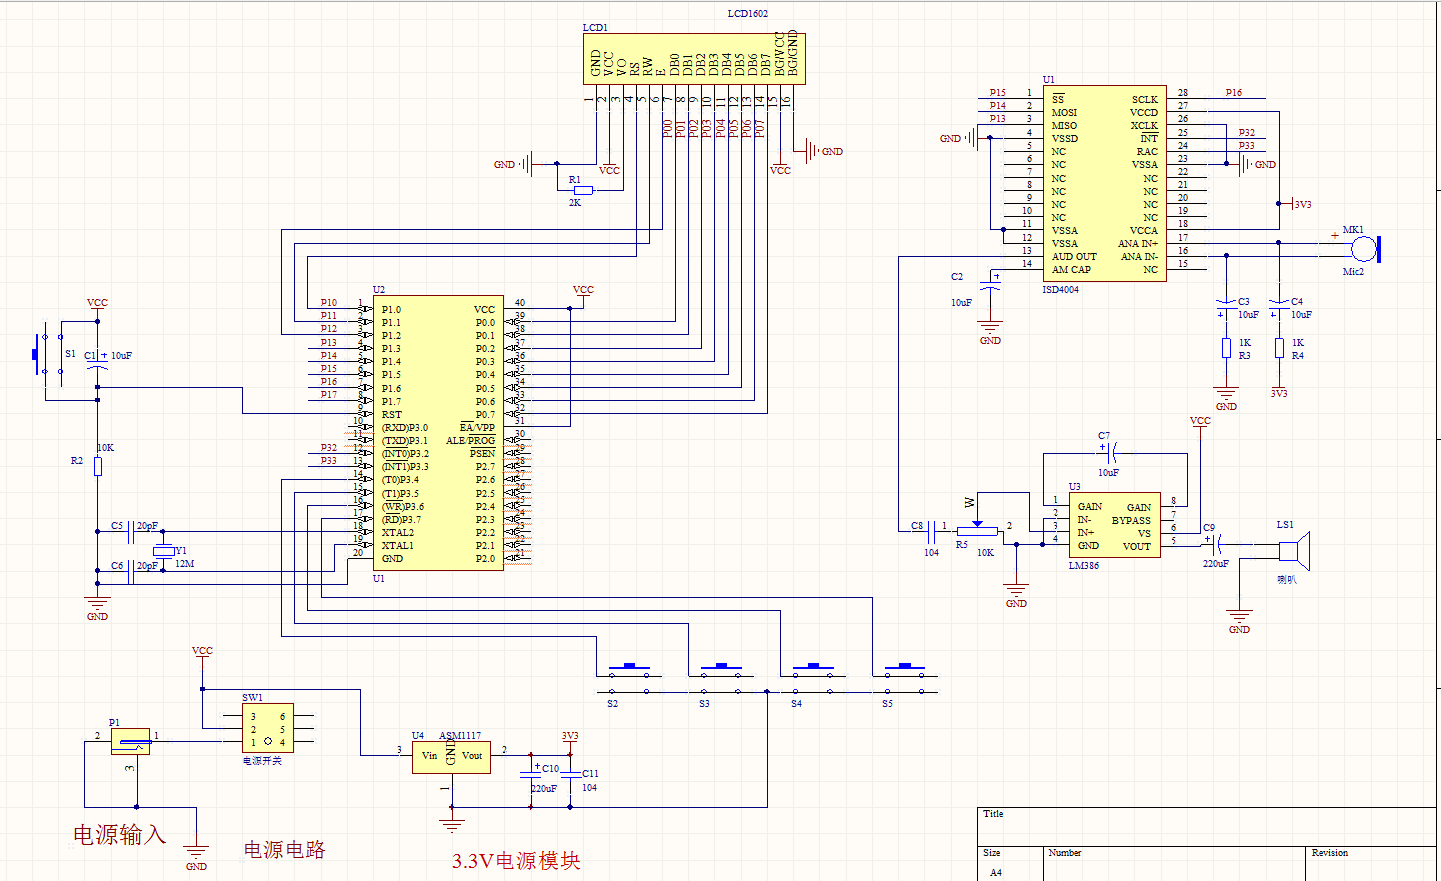 LCD1602
LCD1
GND
VCC
VO
RS
RW
E
DB0
DB1
DB2
DB3
DB4
DB5
DB6
DB7
BG/VCC
BG/GND
1
2
3
4
5
6
7
8
9
10
11
12
13
14
15
16
P00
P01
P02
P03
P04
P05
P06
P07
GND
R1
2K
VCC
VCC
GND
U1
P15 1 SS SCLK 28 P16
P14 2 MOSI VCCD 27
P13 3 MISO XCLK 26
GND 4 VSSD INT 25 P32
5 NC RAC 24 P33
6 NC VSSA 23 GND
7 NC NC 22
8 NC NC 21
9 NC NC 20 3V3
10 NC NC 19
11 VSSA VCCA 18
12 VSSA ANA IN+ 17
13 AUD OUT ANA IN- 16
14 AM CAP NC 15
ISD4004
+ MK1
Mic2
C2 +
10uF
GND
C3
+ 10uF
C4
+ 10uF
1K
R3
1K
R4
GND
3V3
VCC
S1
C1 + 10uF
10K
R2
C5 20pF
Y1
12M
C6 20pF
GND
U2
VCC
P10 1 P1.0 VCC 40
P11 2 P1.1 P0.0 39
P12 3 P1.2 P0.1 38
P13 4 P1.3 P0.2 37
P14 5 P1.4 P0.3 36
P15 6 P1.5 P0.4 35
P16 7 P1.6 P0.5 34
P17 8 P1.7 P0.6 33
9 RST P0.7 32
10 (RXD)P3.0 EA/VPP 31
11 (TXD)P3.1 ALE/PROG 30
P32 12 (INT0)P3.2 PSEN 29
P33 13 (INT1)P3.3 P2.7 28
14 (T0)P3.4 P2.6 27
15 (T1)P3.5 P2.5 26
16 (WR)P3.6 P2.4 25
17 (RD)P3.7 P2.3 24
18 XTAL2 P2.2 23
19 XTAL1 P2.1 22
20 GND P2.0 21
U1
VCC
C7
+
10uF
U3
1 GAIN GAIN 8
2 IN- BYPASS 7
3 IN+ VS 6
4 GND VOUT 5
LM386
C8
104
1 W 2
R5 10K
GND
C9
+
220uF
LS1
喇叭
GND
S2
S3
S4
S5
VCC
SW1
3 6
2 5
1 4
电源开关
P1
2 1
3
GND
U4 ASM1117
3 Vin GND Vout 2
1
3V3
+ C10
220uF
C11
104
电源输入
电源电路
3.3V电源模块
Title
Size
A4
Number
Revision